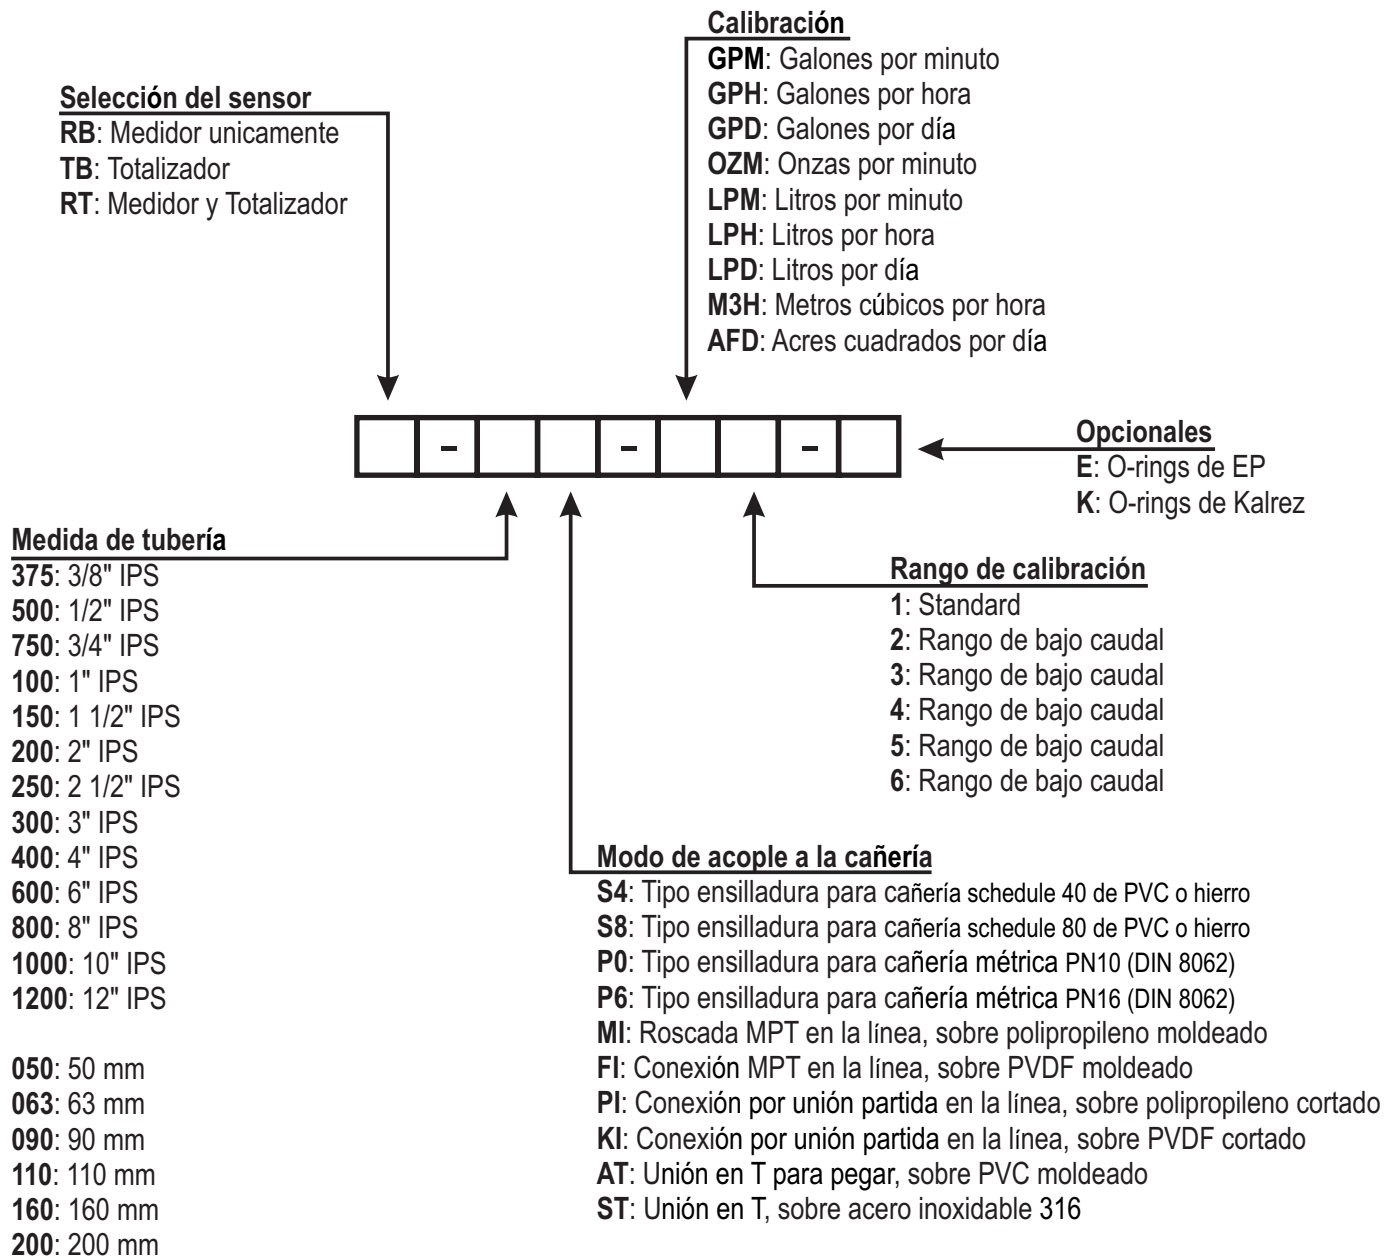 Selección del sensor
RB: Medidor unicamente
TB: Totalizador
RT: Medidor y Totalizador
Calibración
GPM: Galones por minuto
GPH: Galones por hora
GPD: Galones por día
OZM: Onzas por minuto
LPM: Litros por minuto
LPH: Litros por hora
LPD: Litros por día
M3H: Metros cúbicos por hora
AFD: Acres cuadrados por día
- - -
Opcionales
E: O-rings de EP
K: O-rings de Kalrez
Medida de tubería
375: 3/8" IPS
500: 1/2" IPS
750: 3/4" IPS
100: 1" IPS
150: 1 1/2" IPS
200: 2" IPS
250: 2 1/2" IPS
300: 3" IPS
400: 4" IPS
600: 6" IPS
800: 8" IPS
1000: 10" IPS
1200: 12" IPS
050: 50 mm
063: 63 mm
090: 90 mm
110: 110 mm
160: 160 mm
200: 200 mm
Rango de calibración
1: Standard
2: Rango de bajo caudal
3: Rango de bajo caudal
4: Rango de bajo caudal
5: Rango de bajo caudal
6: Rango de bajo caudal
Modo de acople a la cañería
S4: Tipo ensilladura para cañería schedule 40 de PVC o hierro
S8: Tipo ensilladura para cañería schedule 80 de PVC o hierro
P0: Tipo ensilladura para cañería métrica PN10 (DIN 8062)
P6: Tipo ensilladura para cañería métrica PN16 (DIN 8062)
MI: Roscada MPT en la línea, sobre polipropileno moldeado
FI: Conexión MPT en la línea, sobre PVDF moldeado
PI: Conexión por unión partida en la línea, sobre polipropileno cortado
KI: Conexión por unión partida en la línea, sobre PVDF cortado
AT: Unión en T para pegar, sobre PVC moldeado
ST: Unión en T, sobre acero inoxidable 316